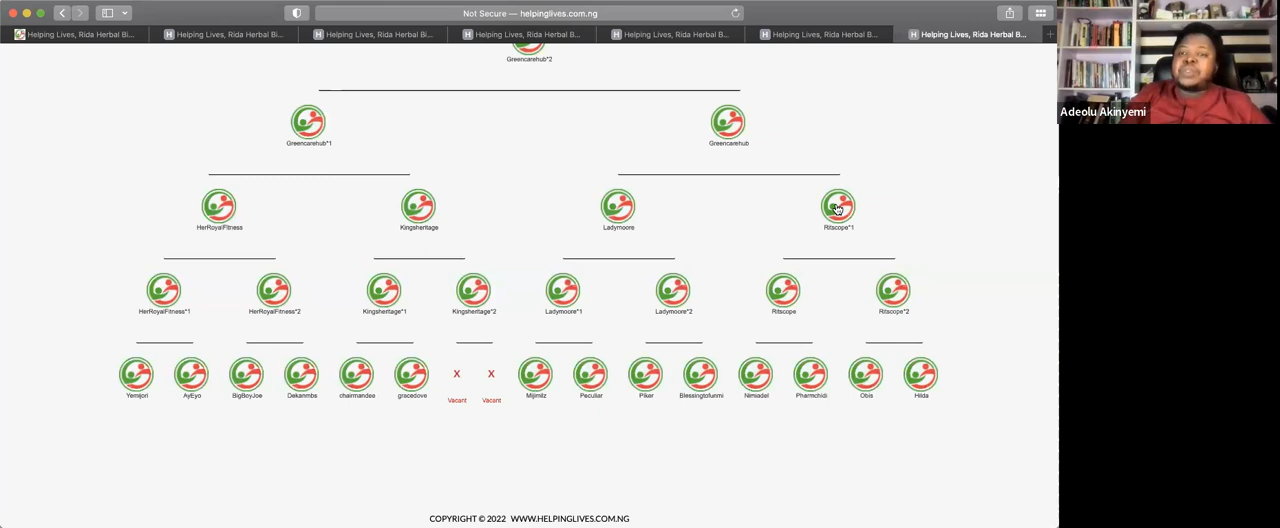 Not Secure — helpinglives.com.ng
Helping Lives, Rida Herbal Bi...
Helping Lives, Rida Herbal Bi...
Helping Lives, Rida Herbal Bi...
Helping Lives, Rida Herbal B...
Helping Lives, Rida Herbal B...
Helping Lives, Rida Herbal B...
Helping Lives, Rida Herbal B...
Adeolu Akinyemi
Greencarehub*2
Greencarehub*1
Greencarehub
HerRoyalFitness
Kingsheritage
Ladymoore
Ritscope*1
HerRoyalFitness*1
HerRoyalFitness*2
Kingsheritage*1
Kingsheritage*2
Ladymoore*1
Ladymoore*2
Ritscope
Ritscope*2
X
X
Yemijori
AyEyo
BigBoyJoe
Dekanmbs
chairmandee
gracedove
Vacant
Vacant
Mijimilz
Peculiar
Piker
Blessingtofunmi
Nimiadel
Pharmchidi
Obis
Hilda
COPYRIGHT © 2022 WWW.HELPINGLIVES.COM.NG